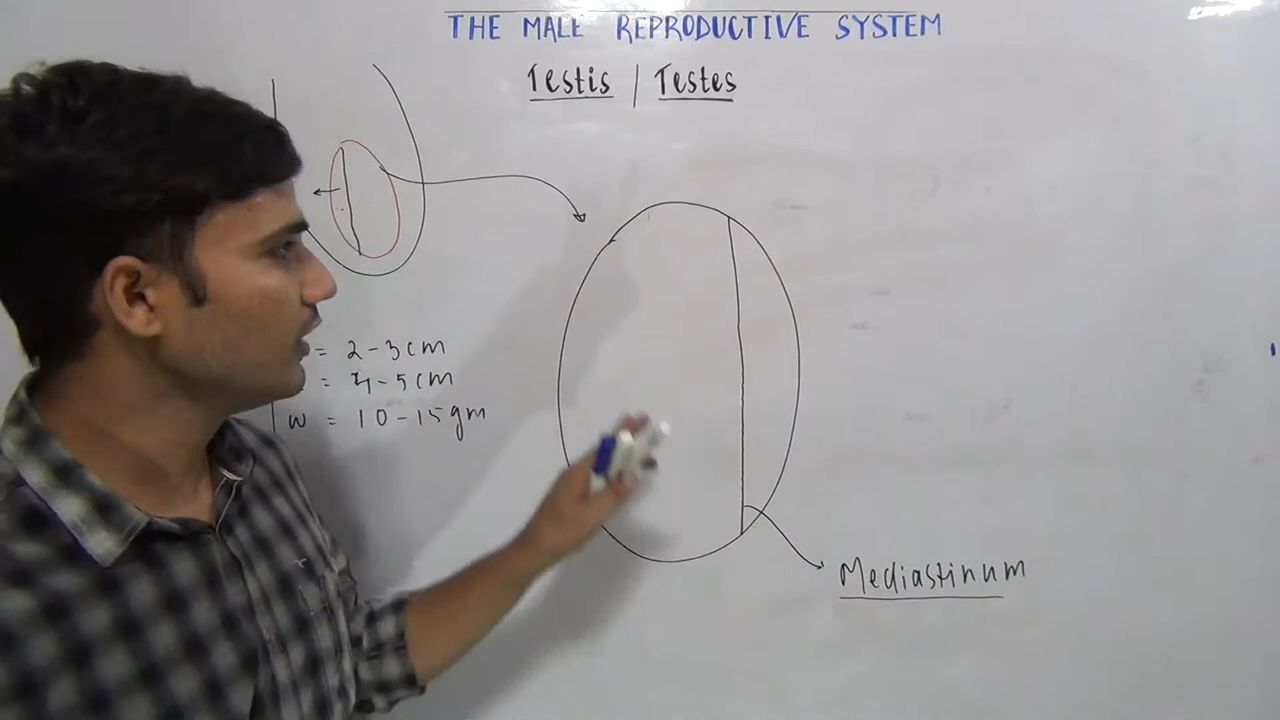 THE MALE REPRODUCTIVE SYSTEM
Testis / Testes
= 2-3cm
= 4-5cm
w = 10-15gm
Mediastinum